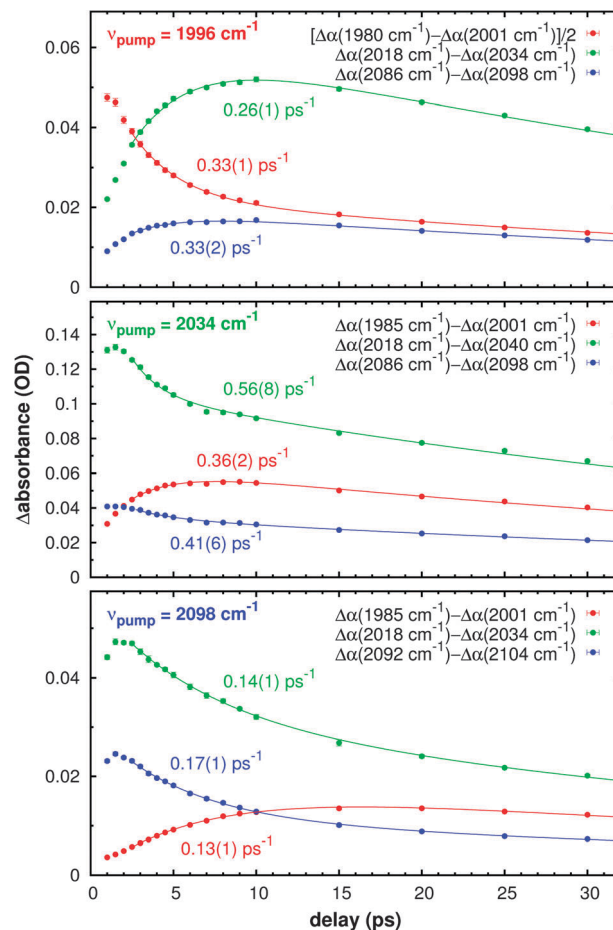 ν_pump = 1996 cm⁻¹
[Δα(1980 cm⁻¹)–Δα(2001 cm⁻¹)]/2
Δα(2018 cm⁻¹)–Δα(2034 cm⁻¹)
Δα(2086 cm⁻¹)–Δα(2098 cm⁻¹)
0.26(1) ps⁻¹
0.33(1) ps⁻¹
0.33(2) ps⁻¹
0.06
0.04
0.02
0
ν_pump = 2034 cm⁻¹
Δα(1985 cm⁻¹)–Δα(2001 cm⁻¹)
Δα(2018 cm⁻¹)–Δα(2040 cm⁻¹)
Δα(2086 cm⁻¹)–Δα(2098 cm⁻¹)
0.56(8) ps⁻¹
0.36(2) ps⁻¹
0.41(6) ps⁻¹
0.14
0.12
0.1
0.08
0.06
0.04
0.02
0
Δabsorbance (OD)
ν_pump = 2098 cm⁻¹
Δα(1985 cm⁻¹)–Δα(2001 cm⁻¹)
Δα(2018 cm⁻¹)–Δα(2034 cm⁻¹)
Δα(2092 cm⁻¹)–Δα(2104 cm⁻¹)
0.14(1) ps⁻¹
0.17(1) ps⁻¹
0.13(1) ps⁻¹
0.04
0.02
0
0 5 10 15 20 25 30
delay (ps)